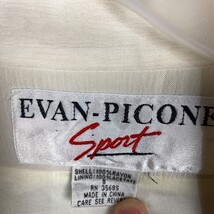 EVAN-PICONE
Sport
SHELL: 100% RAYON
LINING: 100% ACETATE
RN 35685
MADE IN CHINA
CARE SEE REVERSE